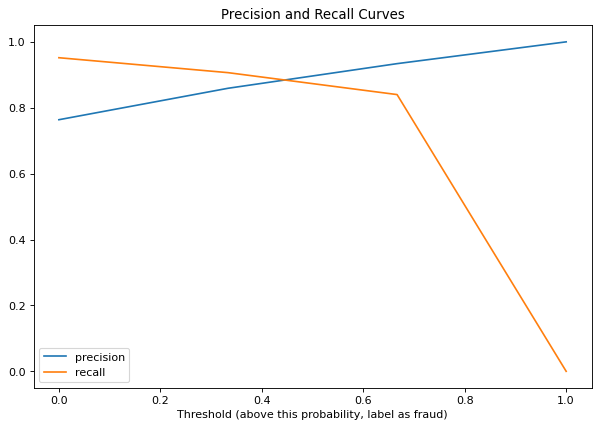 Precision and Recall Curves
1.0
0.8
0.6
0.4
0.2
0.0
precision
recall
0.0 0.2 0.4 0.6 0.8 1.0
Threshold (above this probability, label as fraud)